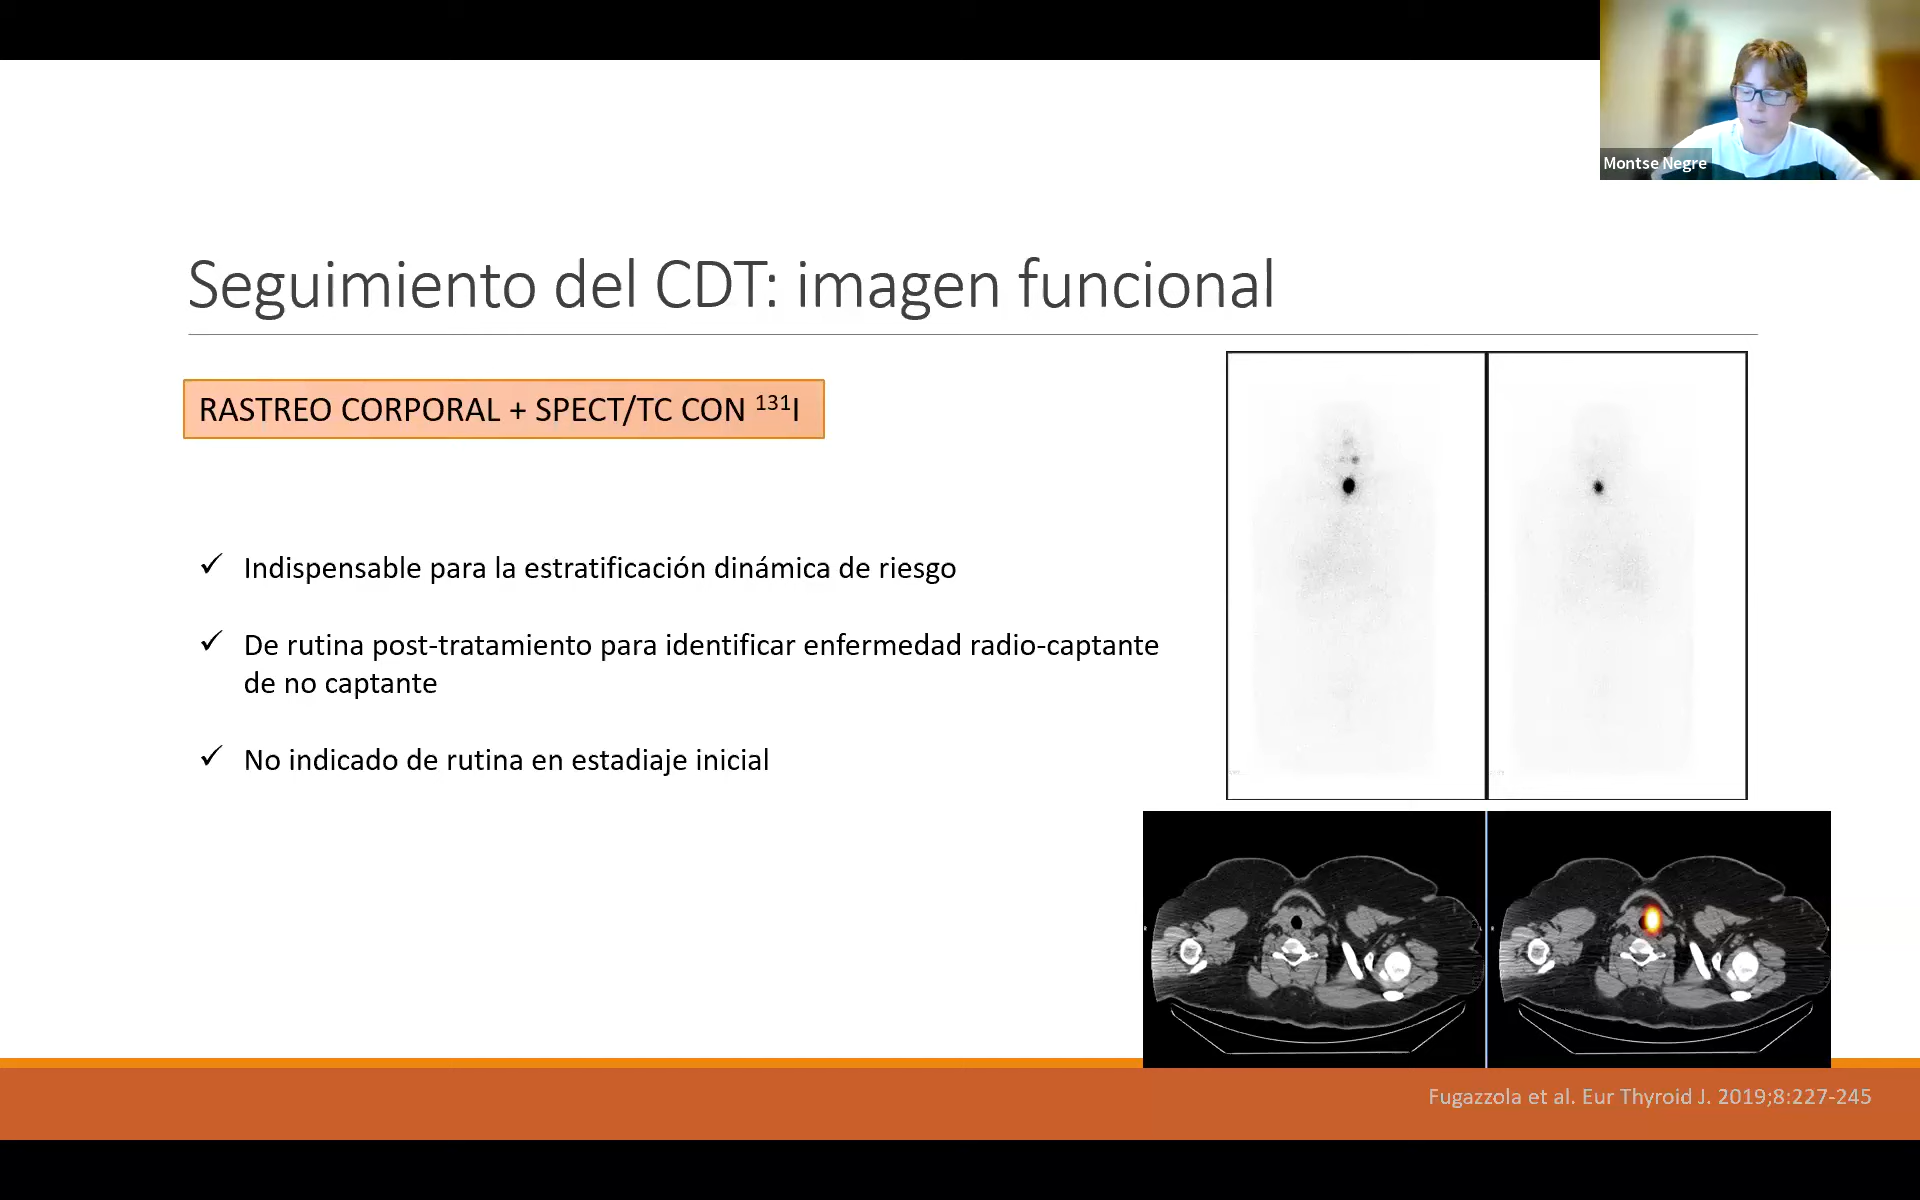 Montse Negre
Seguimiento del CDT: imagen funcional
RASTREO CORPORAL + SPECT/TC CON ¹³¹I
✓ Indispensable para la estratificación dinámica de riesgo
✓ De rutina post-tratamiento para identificar enfermedad radio-captante
de no captante
✓ No indicado de rutina en estadiaje inicial
Fugazzola et al. Eur Thyroid J. 2019;8:227-245